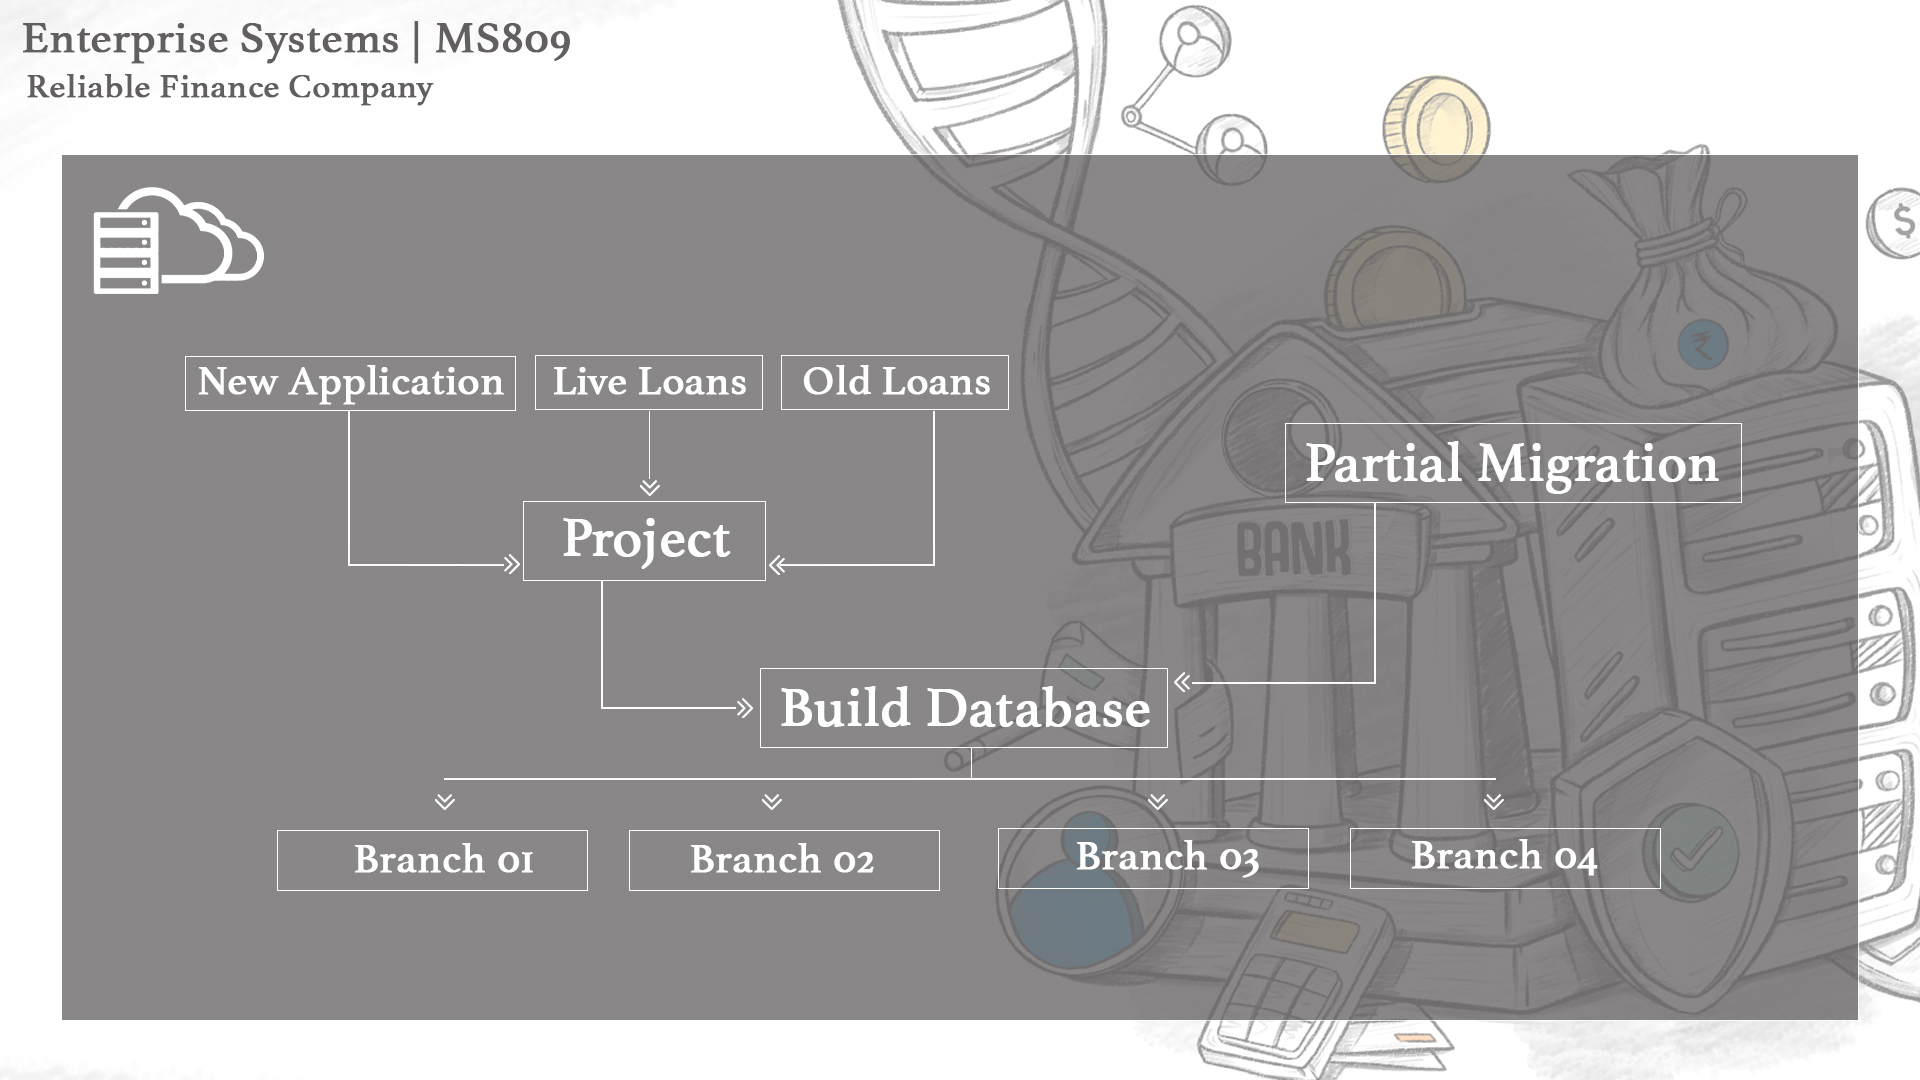 Enterprise Systems | MS809
Reliable Finance Company
$
₹
New Application
Live Loans
Old Loans
Partial Migration
Project
BANK
Build Database
Branch 01
Branch 02
Branch 03
Branch 04